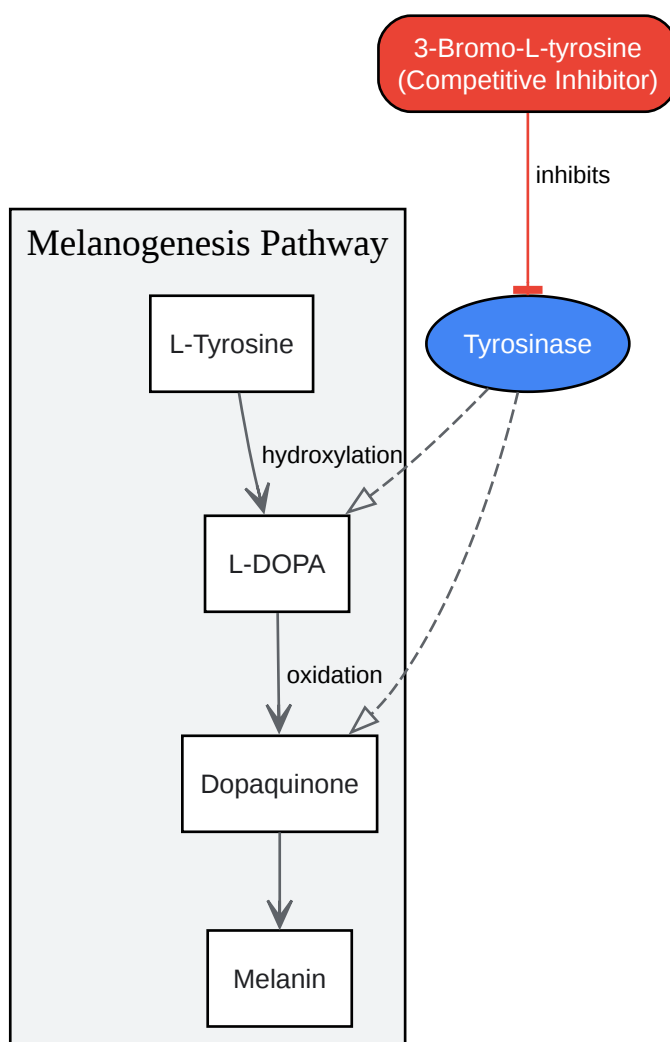 3-Bromo-L-tyrosine
(Competitive Inhibitor)
inhibits
Melanogenesis Pathway
L-Tyrosine
Tyrosinase
hydroxylation
L-DOPA
oxidation
Dopaquinone
Melanin